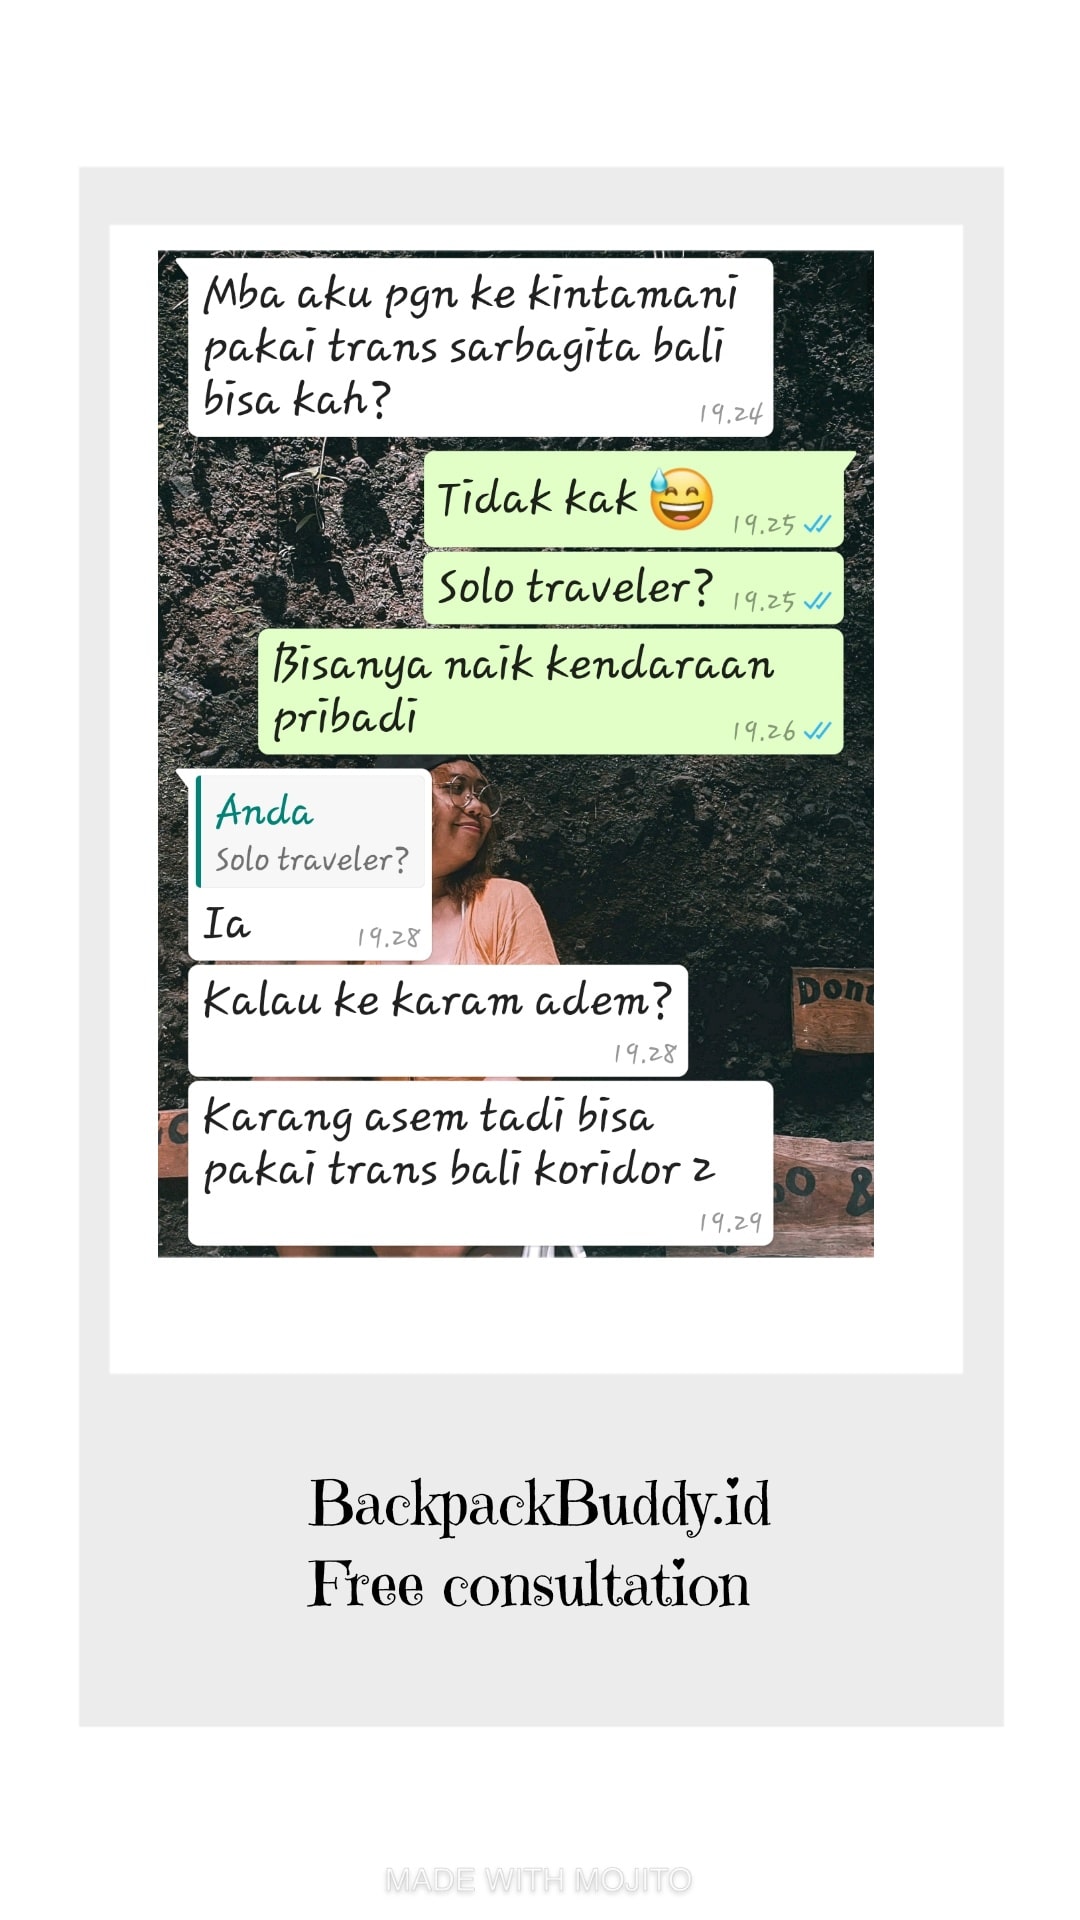 Mba aku pgn ke kintamani
pakai trans sarbagita bali
bisa kah?
19.24
Tidak kak 😅
19.25
Solo traveler?
19.25
Bisanya naik kendaraan
pribadi
19.26
Anda
Solo traveler?
Ia
19.28
Kalau ke karam adem?
19.28
Karang asem tadi bisa
pakai trans bali koridor 2
19.29
BackpackBuddy.id
Free consultation
MADE WITH MOJITO